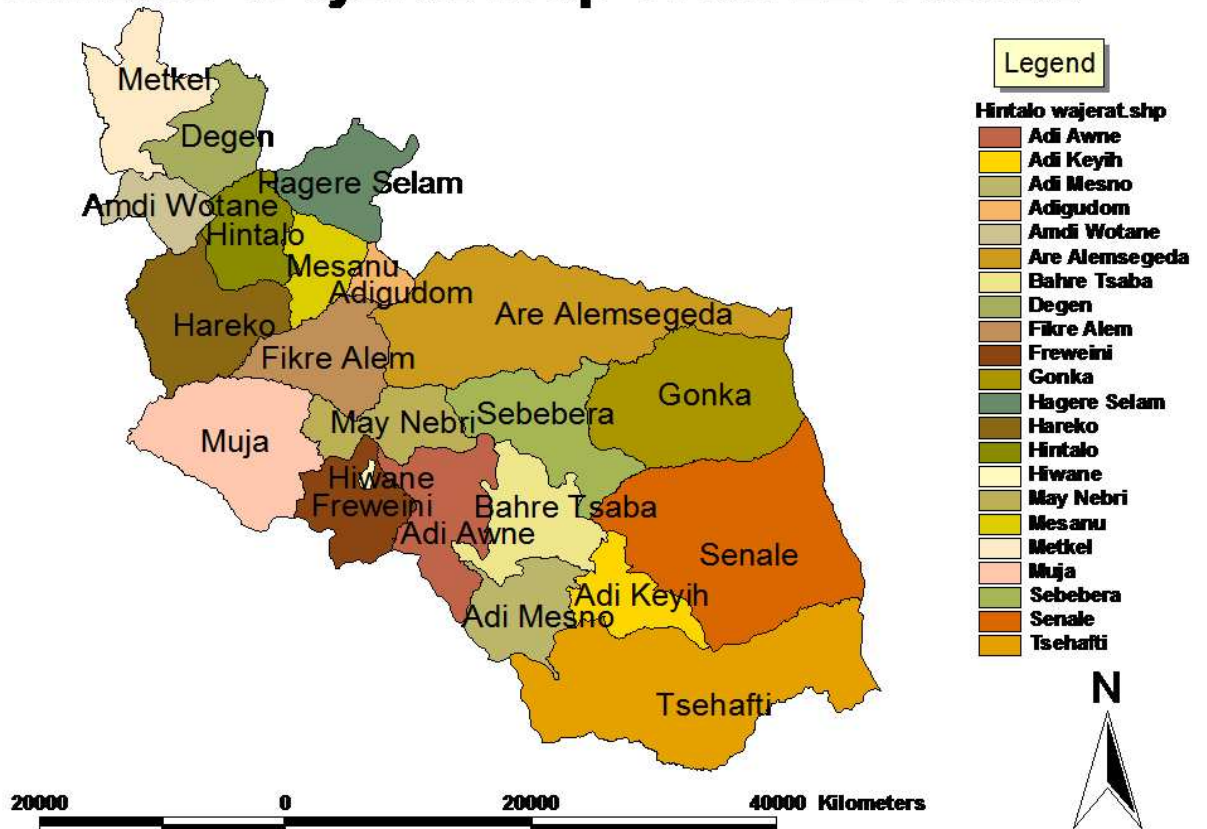 Metkel
Degen
Hagere Selam
Amdi Wotane
Hintalo
Mesanu
Adigudom
Are Alemsegeda
Hareko
Fikre Alem
Gonka
May Nebri
Sebebera
Muja
Hiwane
Freweini
Bahre Tsaba
Adi Awne
Senale
Adi Keyih
Adi Mesno
Tsehafti
Legend
Hintalo wajerat.shp
Adi Awne
Adi Keyih
Adi Mesno
Adigudom
Amdi Wotane
Are Alemsegeda
Bahre Tsaba
Degen
Fikre Alem
Freweini
Gonka
Hagere Selam
Hareko
Hintalo
Hiwane
May Nebri
Mesanu
Metkel
Muja
Sebebera
Senale
Tsehafti
N
20000 0 20000 40000 Kilometers